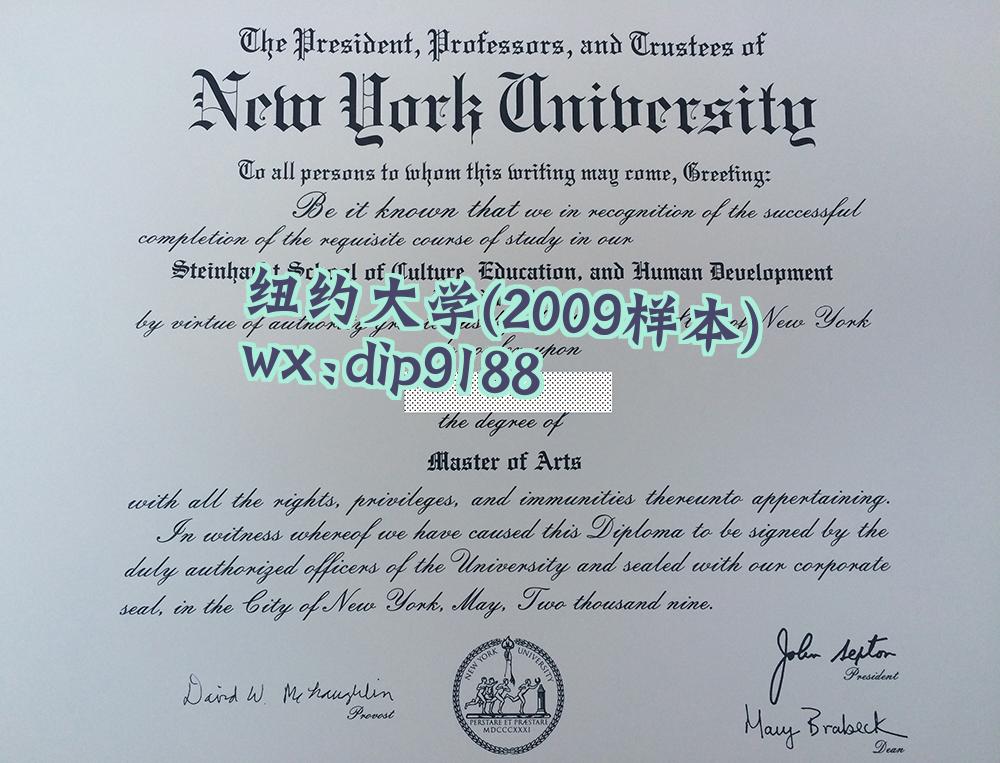 The President, Professors, and Trustees of
New York University
To all persons to whom this writing may come, Greeting:
Be it known that we in recognition of the successful
completion of the requisite course of study in our
Steinhardt School of Culture, Education, and Human Development
纽约大学(2009样本)
by virtue of authority of New York
wx:dip9188
upon
the degree of
Master of Arts
with all the rights, privileges, and immunities thereunto appertaining.
In witness whereof we have caused this Diploma to be signed by the
duly authorized officers of the University and sealed with our corporate
seal, in the City of New York, May, Two thousand nine.
John Sexton
President
David W. McLaughlin
Provost
NEW YORK UNIVERSITY
PERSTARE ET PRÆSTARE
MDCCCXXXI
Mary Brabeck
Dean